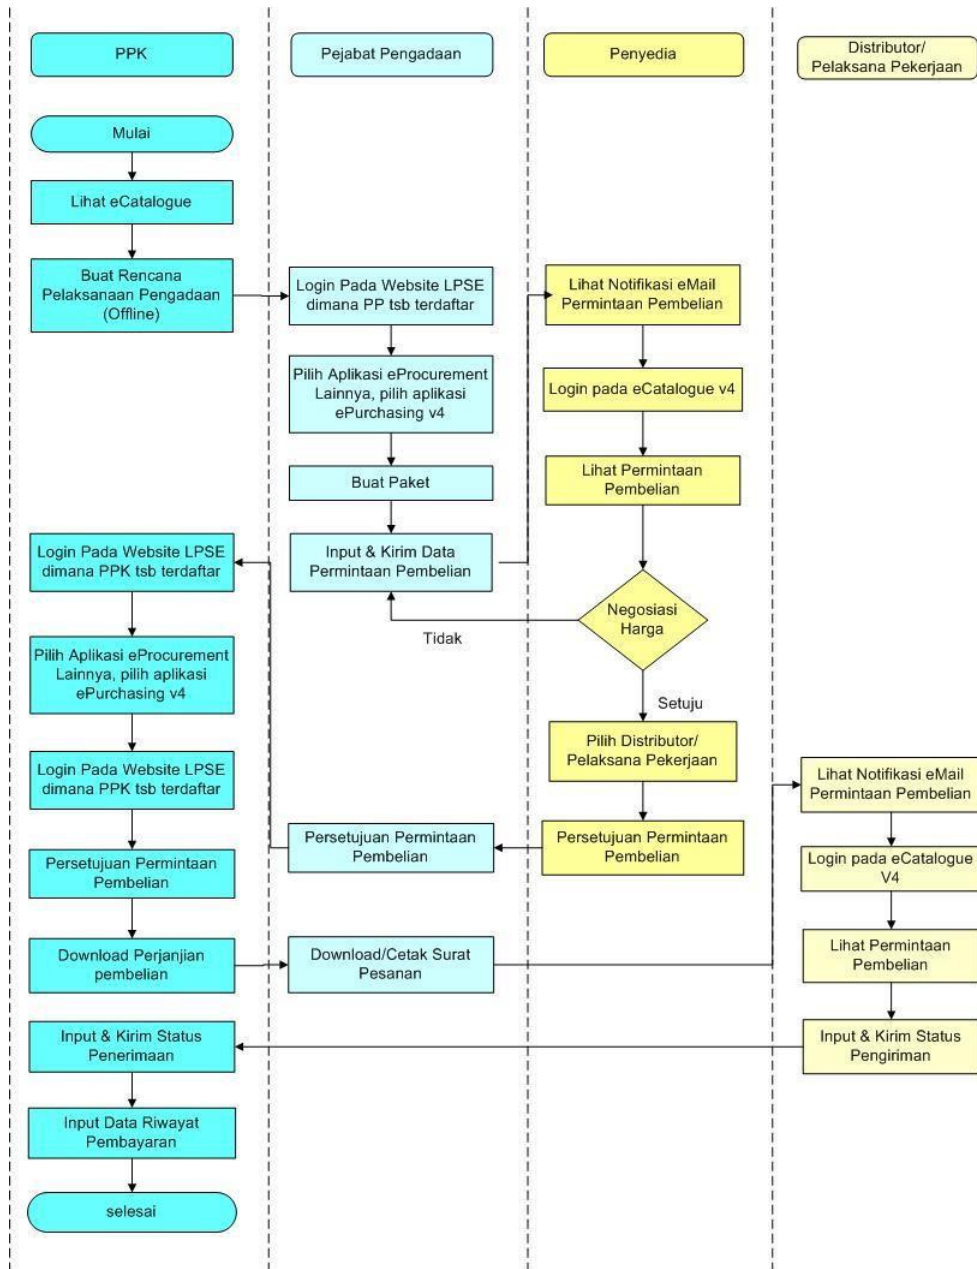 PPK
Pejabat Pengadaan
Penyedia
Distributor/
Pelaksana Pekerjaan
Mulai
Lihat eCatalogue
Buat Rencana
Pelaksanaan Pengadaan
(Offline)
Login Pada Website LPSE
dimana PP tsb terdaftar
Pilih Aplikasi eProcurement
Lainnya, pilih aplikasi
ePurchasing v4
Buat Paket
Input & Kirim Data
Permintaan Pembelian
Lihat Notifikasi eMail
Permintaan Pembelian
Login pada eCatalogue v4
Lihat Permintaan
Pembelian
Negosiasi
Harga
Tidak
Setuju
Pilih Distributor/
Pelaksana Pekerjaan
Persetujuan Permintaan
Pembelian
Persetujuan Permintaan
Pembelian
Login Pada Website LPSE
dimana PPK tsb terdaftar
Pilih Aplikasi eProcurement
Lainnya, pilih aplikasi
ePurchasing v4
Login Pada Website LPSE
dimana PPK tsb terdaftar
Persetujuan Permintaan
Pembelian
Download Perjanjian
pembelian
Download/Cetak Surat
Pesanan
Lihat Notifikasi eMail
Permintaan Pembelian
Login pada eCatalogue
V4
Lihat Permintaan
Pembelian
Input & Kirim Status
Pengiriman
Input & Kirim Status
Penerimaan
Input Data Riwayat
Pembayaran
selesai